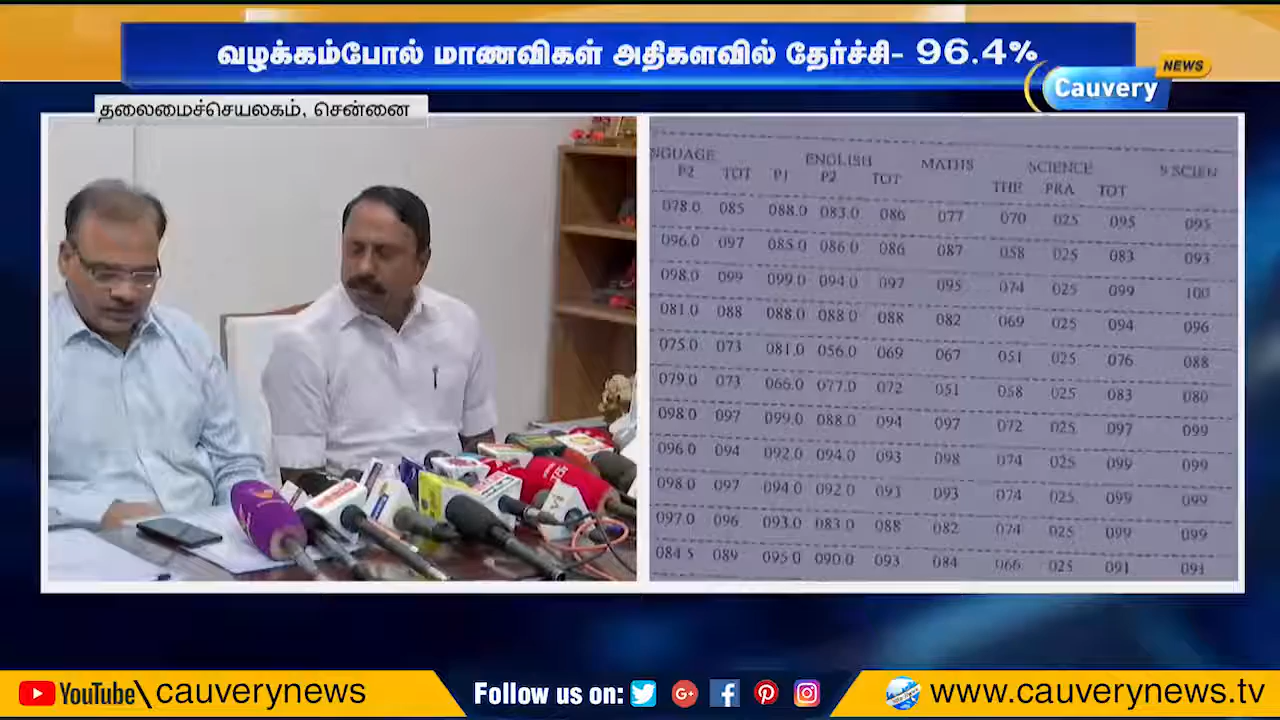 வழக்கம்போல் மாணவிகள் அதிகளவில் தேர்ச்சி- 96.4%
NEWS
Cauvery
தலைமைச்செயலகம், சென்னை
NGUAGE ENGLISH MATHS SCIENCE S SCIEN
P2 TOT P1 P2 TOT THE PRA TOT
078.0 085 088.0 083.0 086 077 070 025 095 095
096.0 097 085.0 086.0 086 087 058 025 083 093
098.0 099 099.0 094.0 097 095 074 025 099 100
081.0 088 088.0 088.0 088 082 069 025 094 096
075.0 073 081.0 056.0 069 067 051 025 076 088
079.0 073 066.0 077.0 072 051 058 025 083 080
098.0 097 099.0 088.0 094 097 072 025 097 099
096.0 094 092.0 094.0 093 098 074 025 099 099
098.0 097 094.0 092.0 093 093 074 025 099 099
097.0 096 093.0 083.0 088 082 074 025 099 099
084.5 089 095.0 090.0 093 084 066 025 091 093
YouTube\cauverynews
Follow us on:
www.cauverynews.tv